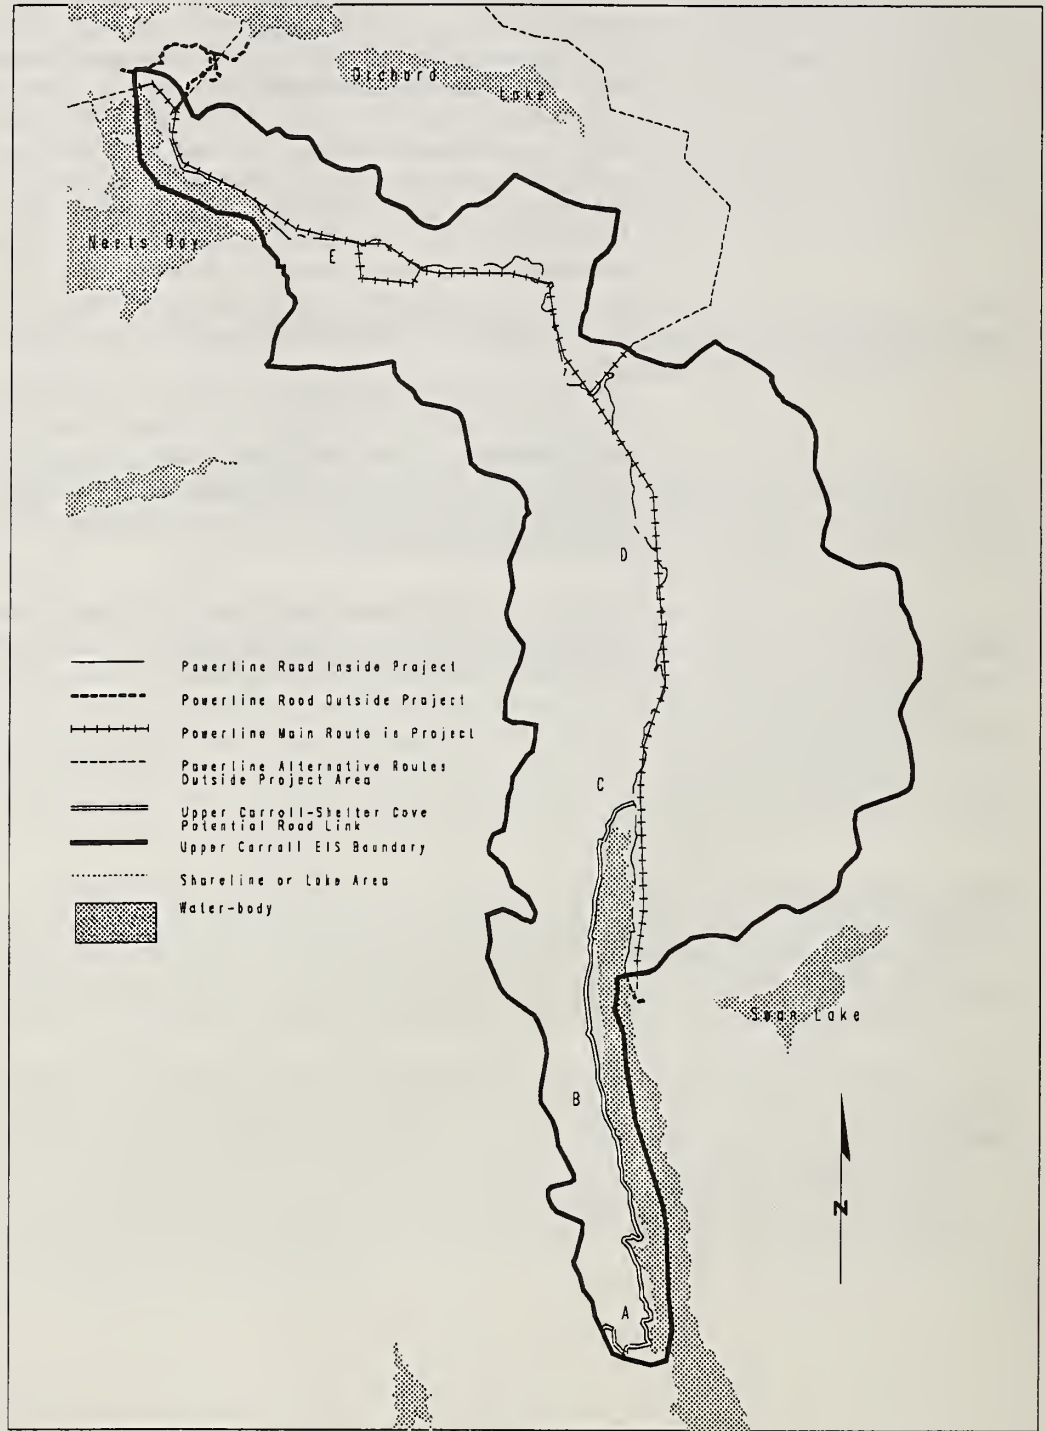 Orchard
Lake
Neets Bay
E
D
Powerline Road Inside Project
Powerline Road Outside Project
Powerline Main Route in Project
Powerline Alternative Routes
Outside Project Area
C
Upper Carroll-Shelter Cove
Potential Road Link
Upper Carroll EIS Boundary
Shoreline or Lake Area
Water-body
Swan Lake
B
N
A